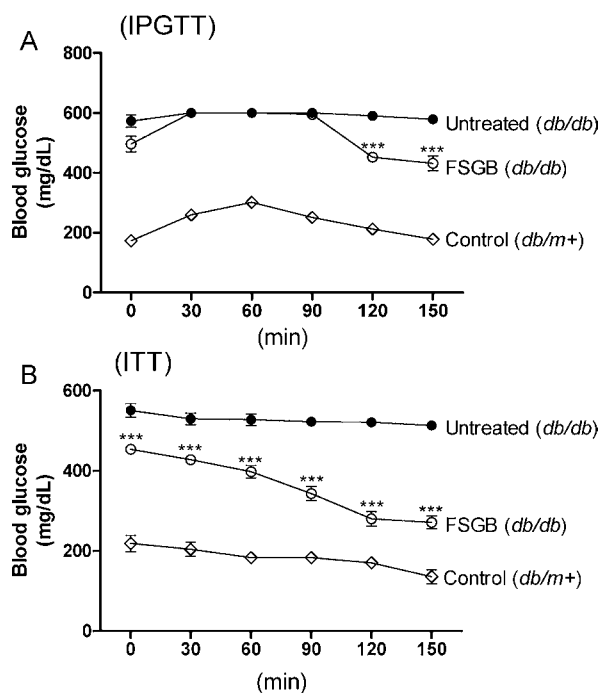 A
(IPGTT)
Blood glucose
(mg/dL)
800
600
400
200
0
Untreated (db/db)
*** ***
FSGB (db/db)
Control (db/m+)
0 30 60 90 120 150
(min)
B
(ITT)
Blood glucose
(mg/dL)
600
400
200
0
Untreated (db/db)
*** *** *** *** *** ***
FSGB (db/db)
Control (db/m+)
0 30 60 90 120 150
(min)